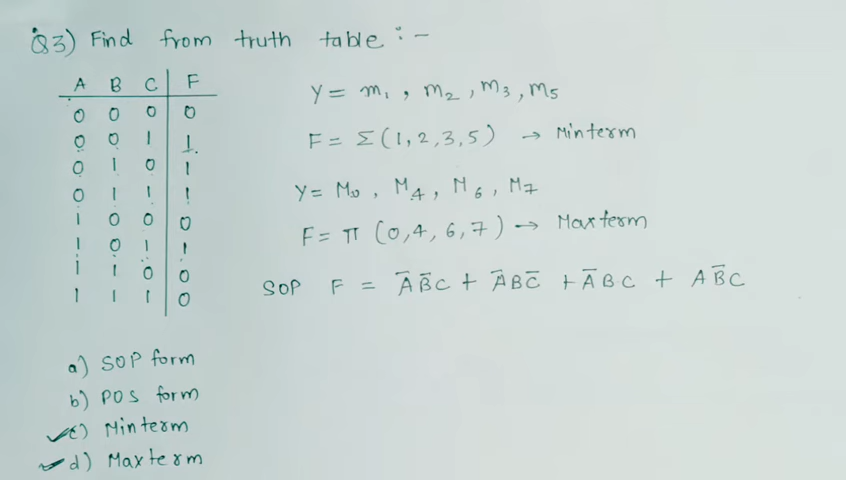 Q3) Find from truth table :-
A B C F
0 0 0 0
0 0 1 1
0 1 0 1
0 1 1 1
1 0 0 0
1 0 1 1
1 1 0 0
1 1 1 0
Y = m₁ , m₂ , m₃ , m₅
F = Σ(1,2,3,5) → Minterm
Y = M₀ , M₄ , M₆ , M₇
F = π (0,4,6,7) → Maxterm
SOP F = A̅B̅C + A̅BC̅ + A̅BC + AB̅C
a) SOP form
b) POS form
✓c) Minterm
✓d) Maxterm